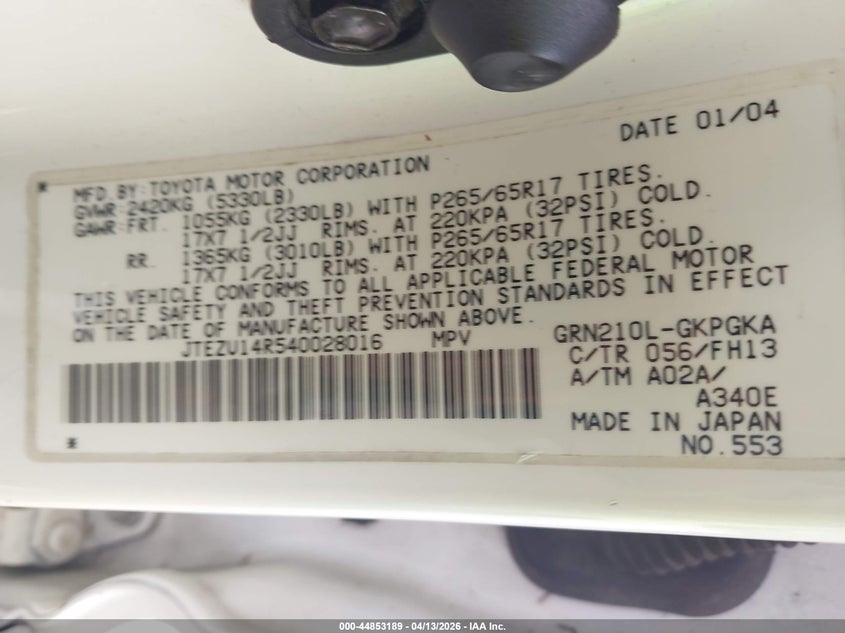 DATE 01/04
MFD BY:TOYOTA MOTOR CORPORATION
GVWR:2420KG (5330LB)
GAWR:FRT. 1055KG (2330LB) WITH P265/65R17 TIRES.
17X7 1/2JJ RIMS. AT 220KPA (32PSI) COLD.
RR. 1365KG (3010LB) WITH P265/65R17 TIRES.
17X7 1/2JJ RIMS. AT 220KPA (32PSI) COLD.
THIS VEHICLE CONFORMS TO ALL APPLICABLE FEDERAL MOTOR
VEHICLE SAFETY AND THEFT PREVENTION STANDARDS IN EFFECT
ON THE DATE OF MANUFACTURE SHOWN ABOVE.
JTEZU14R540028016 MPV
GRN210L-GKPGKA
C/TR 056/FH13
A/TM A02A/
A340E
MADE IN JAPAN
NO.553
000-44853189 - 04/13/2026 - IAA Inc.